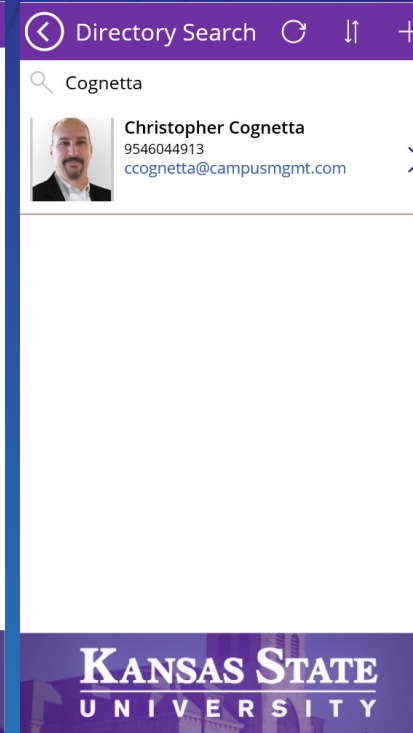 Directory Search
Cognetta
Christopher Cognetta
9546044913
ccognetta@campusmgmt.com
KANSAS STATE
UNIVERSITY